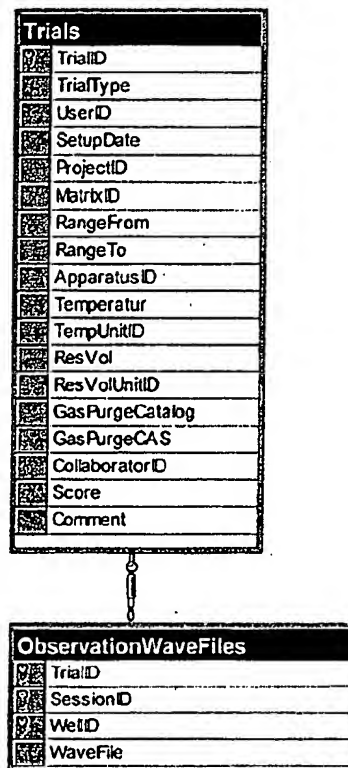 Trials
TrialID
TrialType
UserID
SetupDate
ProjectID
MatrixID
RangeFrom
RangeTo
ApparatusID
Temperatur
TempUnitID
ResVol
ResVolUnitID
GasPurgeCatalog
GasPurgeCAS
CollaboratorID
Score
Comment
ObservationWaveFiles
TrialID
SessionID
WellID
WaveFile